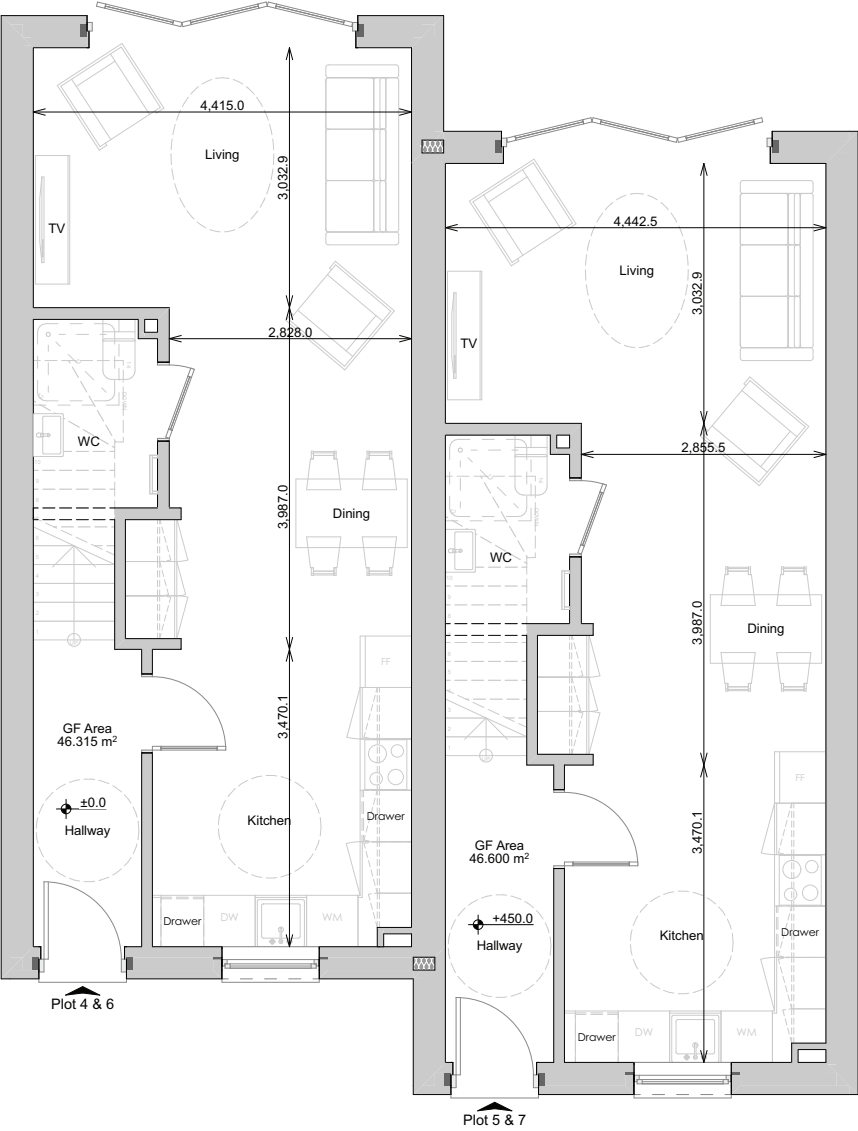 4,415.0
Living
3,032.9
TV
2,828.0
WC
3,987.0
Dining
FF
3,470.1
GF Area
46.315 m²
±0.0
Hallway
Kitchen
Drawer
Drawer
DW
WM
Plot 4 & 6
4,442.5
Living
3,032.9
TV
2,855.5
WC
3,987.0
Dining
FF
3,470.1
GF Area
46.600 m²
+450.0
Hallway
Kitchen
Drawer
Drawer
DW
WM
Plot 5 & 7